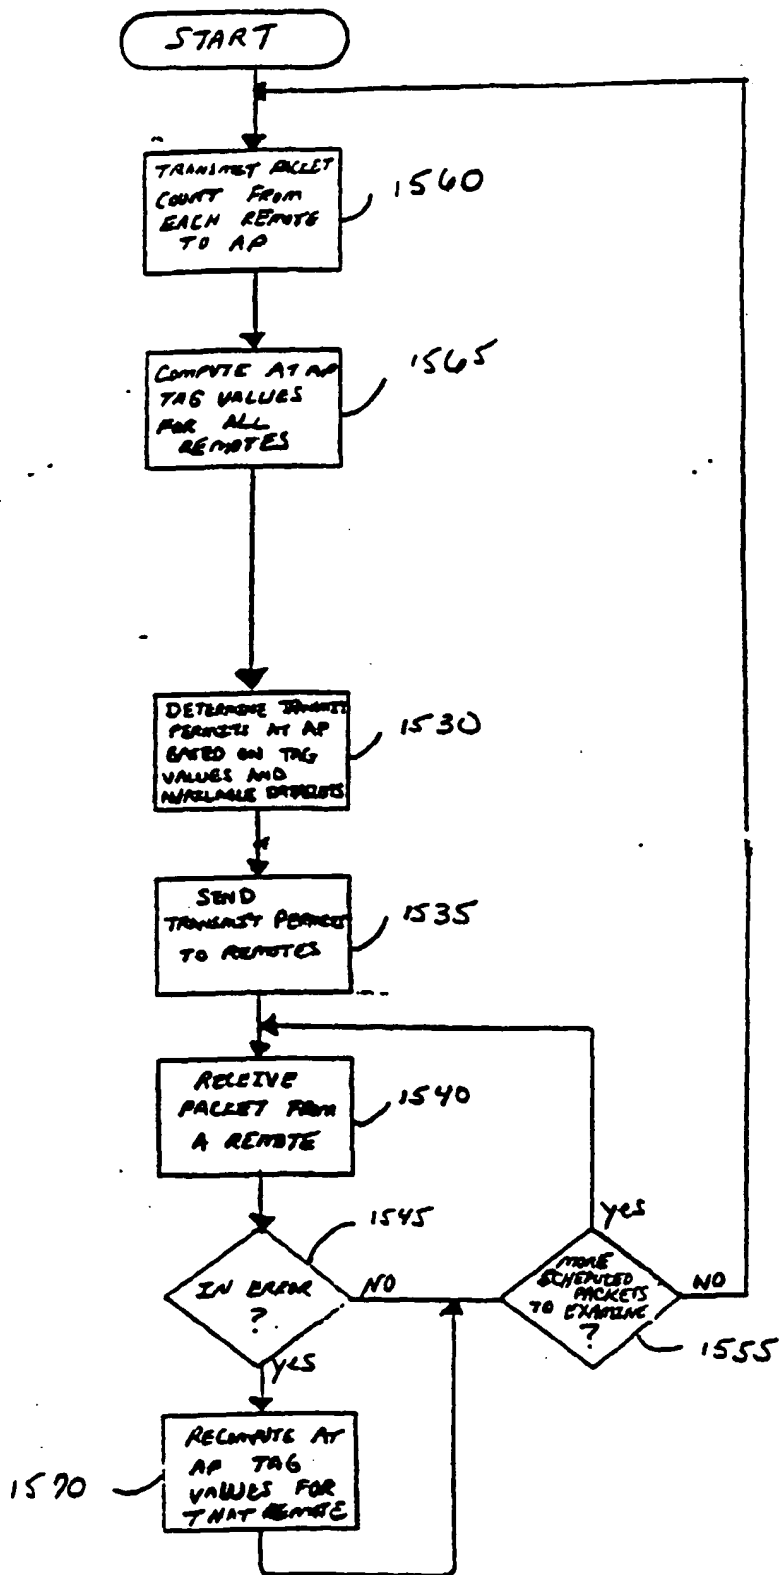 START
TRANSMIT PACKET
COUNT FROM
EACH REMOTE
TO AP
1560
COMPUTE AT AP
TAG VALUES
FOR ALL
REMOTES
1565
DETERMINE TRANSMIT
PERMITS AT AP
BASED ON TAG
VALUES AND
AVAILABLE DATASLOTS
1530
SEND
TRANSMIT PERMITS
TO REMOTES
1535
RECEIVE
PACKET FROM
A REMOTE
1540
IN ERROR
?
1545
NO
yes
MORE
SCHEDULED
PACKETS
TO EXAMINE
?
yes
NO
1555
RECOMPUTE AT
AP TAG
VALUES FOR
THAT REMOTE
1570